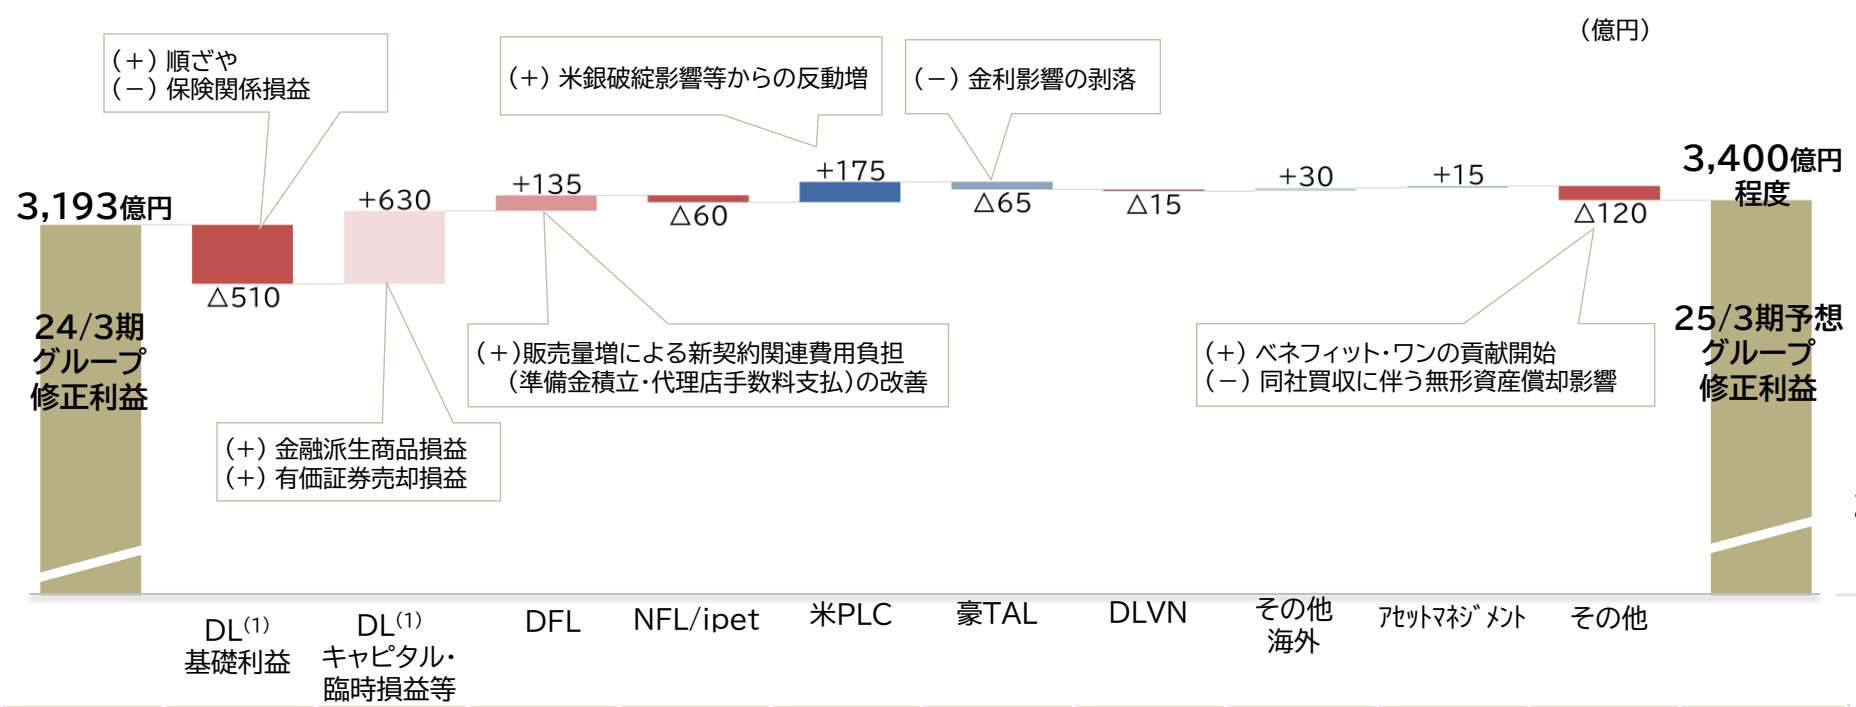 （億円）
（+）順ざや
（−）保険関係損益
（+）米銀破綻影響等からの反動増
（−）金利影響の剥落
3,193億円
△510
+630
+135
△60
+175
△65
△15
+30
+15
△120
3,400億円
程度
24/3期
グループ
修正利益
（+）金融派生商品損益
（+）有価証券売却損益
（+）販売量増による新契約関連費用負担
（準備金積立・代理店手数料支払）の改善
（+）ベネフィット・ワンの貢献開始
（−）同社買収に伴う無形資産償却影響
25/3期予想
グループ
修正利益
DL(1)
基礎利益
DL(1)
キャピタル・
臨時損益等
DFL
NFL/ipet
米PLC
豪TAL
DLVN
その他
海外
ｱｾｯﾄﾏﾈｼﾞﾒﾝﾄ
その他